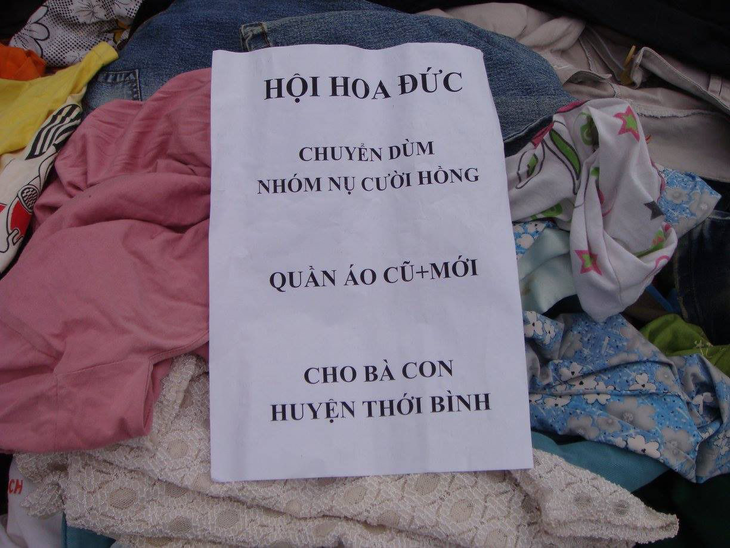 HỘI HOA ĐỨC
CHUYỂN DÙM
NHÓM NỤ CƯỜI HỒNG
QUẦN ÁO CŨ+MỚI
CHO BÀ CON
HUYỆN THỚI BÌNH
CH